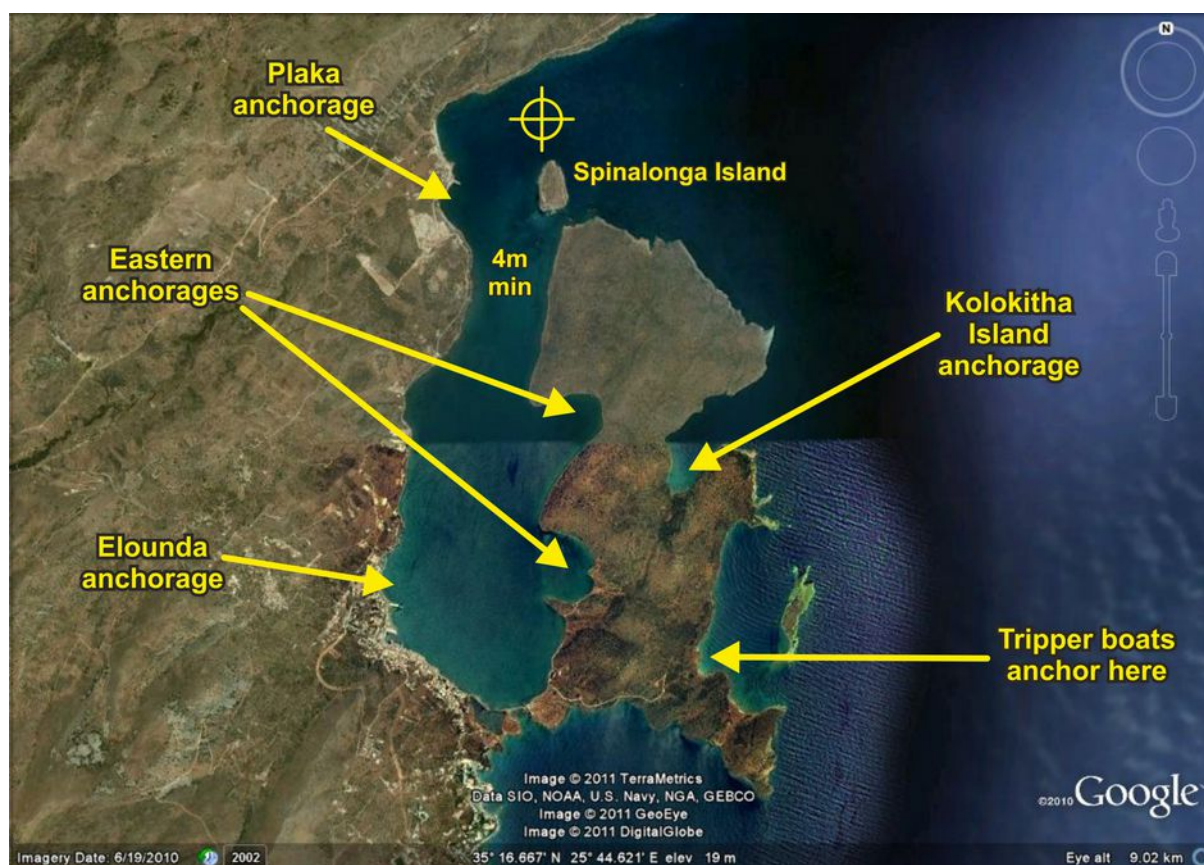 N
Plaka
anchorage
Spinalonga Island
Eastern
anchorages
4m
min
Kolokitha
Island
anchorage
Elounda
anchorage
Tripper boats
anchor here
Image © 2011 TerraMetrics
Data SIO, NOAA, U.S. Navy, NGA, GEBCO
Image © 2011 GeoEye
Image © 2011 DigitalGlobe
©2010 Google
Imagery Date: 6/19/2010 2002 35° 16.667' N 25° 44.621' E elev 19 m Eye alt 9.02 km